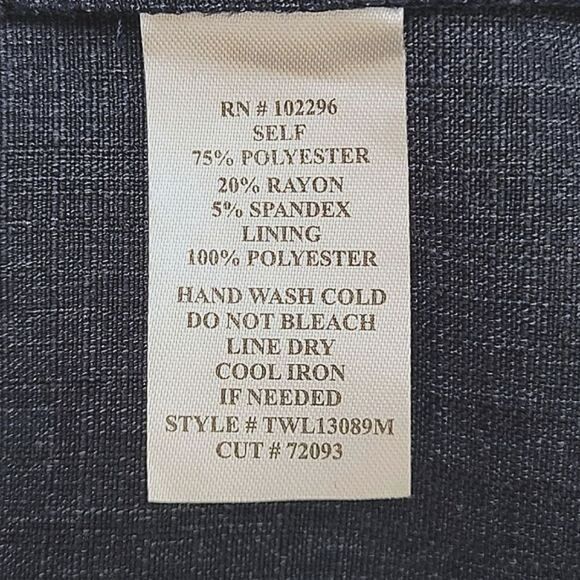 RN # 102296
SELF
75% POLYESTER
20% RAYON
5% SPANDEX
LINING
100% POLYESTER
HAND WASH COLD
DO NOT BLEACH
LINE DRY
COOL IRON
IF NEEDED
STYLE # TWL13089M
CUT # 72093